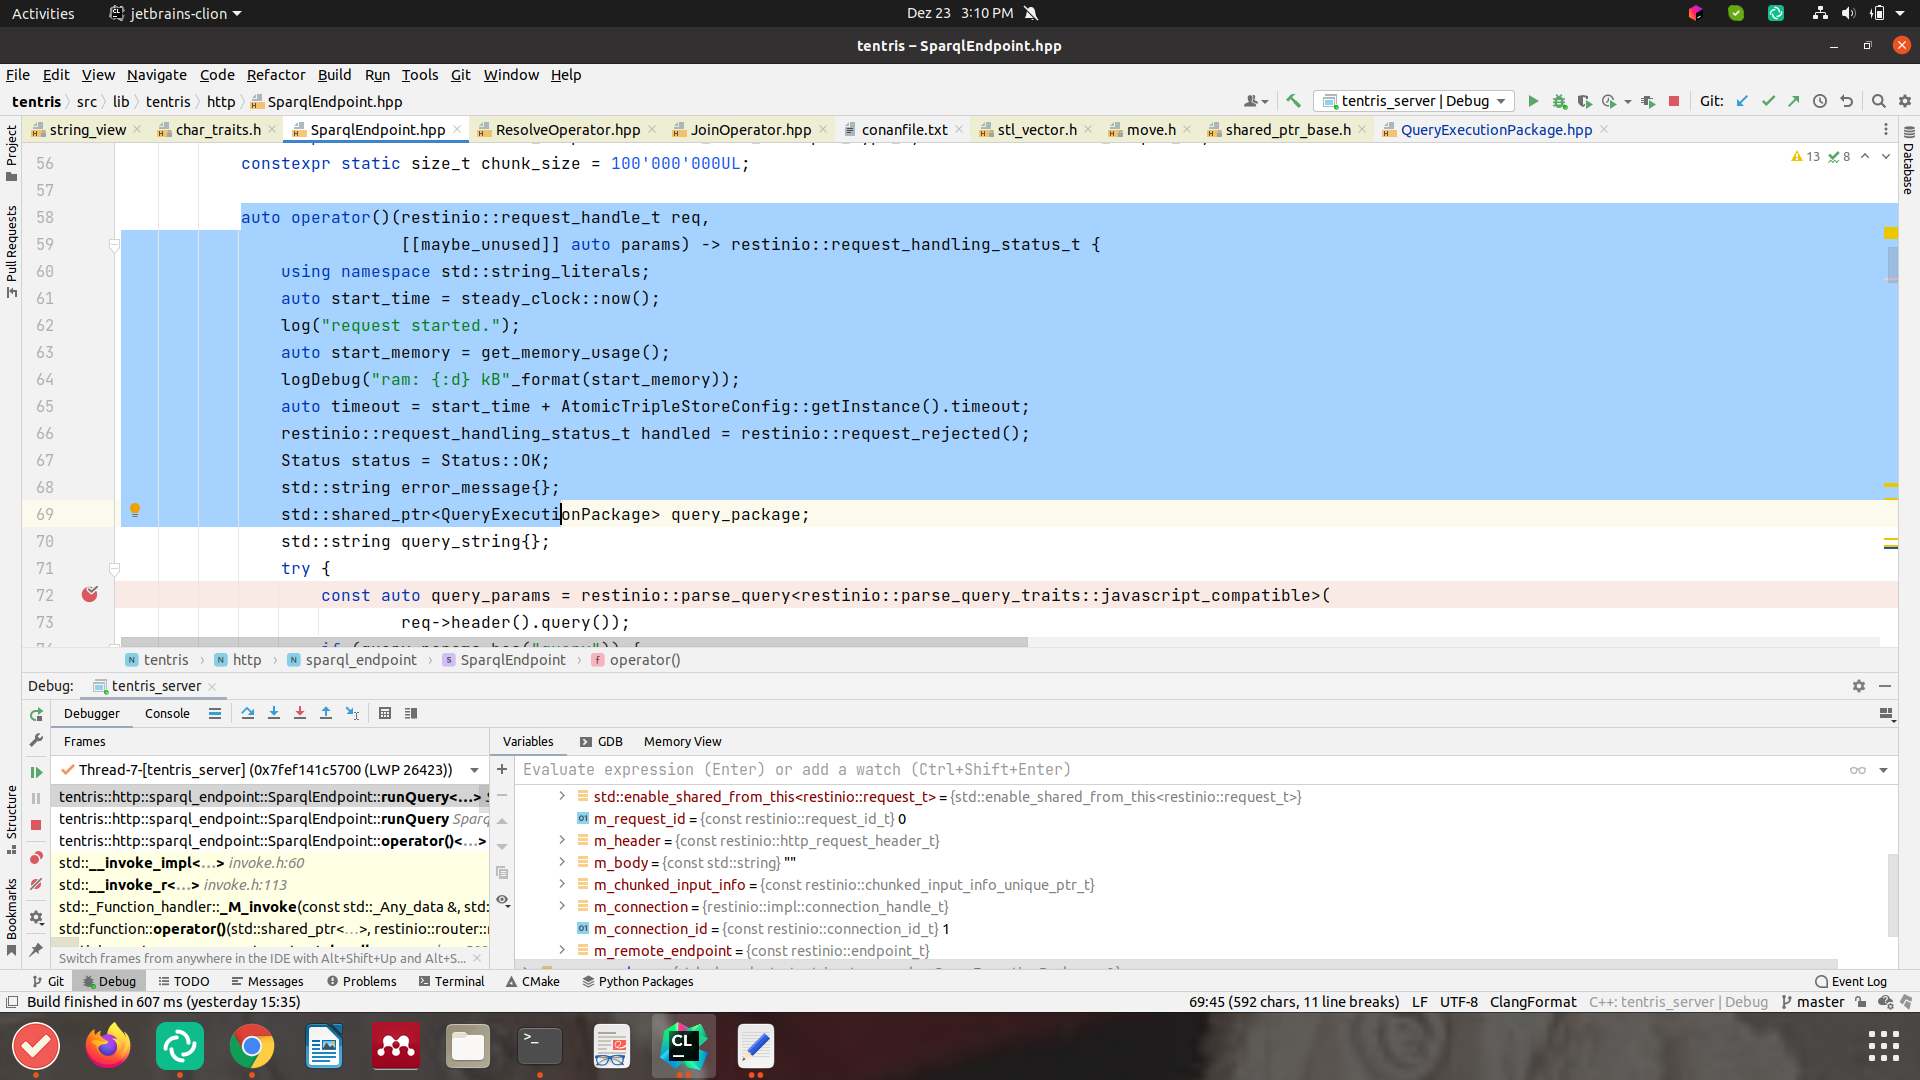 Activities
jetbrains-clion
Dez 23 3:10 PM
tentris – SparqlEndpoint.hpp
File Edit View Navigate Code Refactor Build Run Tools Git Window Help
tentris src lib tentris http SparqlEndpoint.hpp
tentris_server | Debug
Git:
string_view char_traits.h SparqlEndpoint.hpp ResolveOperator.hpp JoinOperator.hpp conanfile.txt stl_vector.h move.h shared_ptr_base.h QueryExecutionPackage.hpp
Project
Pull Requests
Structure
Bookmarks
Database
13 8
56 constexpr static size_t chunk_size = 100'000'000UL;
57
58 auto operator()(restinio::request_handle_t req,
59 [[maybe_unused]] auto params) -> restinio::request_handling_status_t {
60 using namespace std::string_literals;
61 auto start_time = steady_clock::now();
62 log("request started.");
63 auto start_memory = get_memory_usage();
64 logDebug("ram: {:d} kB"_format(start_memory));
65 auto timeout = start_time + AtomicTripleStoreConfig::getInstance().timeout;
66 restinio::request_handling_status_t handled = restinio::request_rejected();
67 Status status = Status::OK;
68 std::string error_message{};
69 std::shared_ptr<QueryExecutionPackage> query_package;
70 std::string query_string{};
71 try {
72 const auto query_params = restinio::parse_query<restinio::parse_query_traits::javascript_compatible>(
73 req->header().query());
N tentris N http N sparql_endpoint S SparqlEndpoint f operator()
Debug: tentris_server
Debugger Console
Frames
Variables GDB Memory View
Thread-7-[tentris_server] (0x7fef141c5700 (LWP 26423))
Evaluate expression (Enter) or add a watch (Ctrl+Shift+Enter)
tentris::http::sparql_endpoint::SparqlEndpoint::runQuery<...> S
tentris::http::sparql_endpoint::SparqlEndpoint::runQuery Sparq
tentris::http::sparql_endpoint::SparqlEndpoint::operator()<...>
std::__invoke_impl<...> invoke.h:60
std::__invoke_r<...> invoke.h:113
std::_Function_handler::_M_invoke(const std::_Any_data &, std:
std::function::operator()(std::shared_ptr<...>, restinio::router::
Switch frames from anywhere in the IDE with Alt+Shift+Up and Alt+S...
std::enable_shared_from_this<restinio::request_t> = {std::enable_shared_from_this<restinio::request_t>}
01 m_request_id = {const restinio::request_id_t} 0
m_header = {const restinio::http_request_header_t}
m_body = {const std::string} ""
m_chunked_input_info = {const restinio::chunked_input_info_unique_ptr_t}
m_connection = {restinio::impl::connection_handle_t}
01 m_connection_id = {const restinio::connection_id_t} 1
m_remote_endpoint = {const restinio::endpoint_t}
Git Debug TODO Messages Problems Terminal CMake Python Packages Event Log
Build finished in 607 ms (yesterday 15:35)
69:45 (592 chars, 11 line breaks) LF UTF-8 ClangFormat C++: tentris_server | Debug master
>_
CL